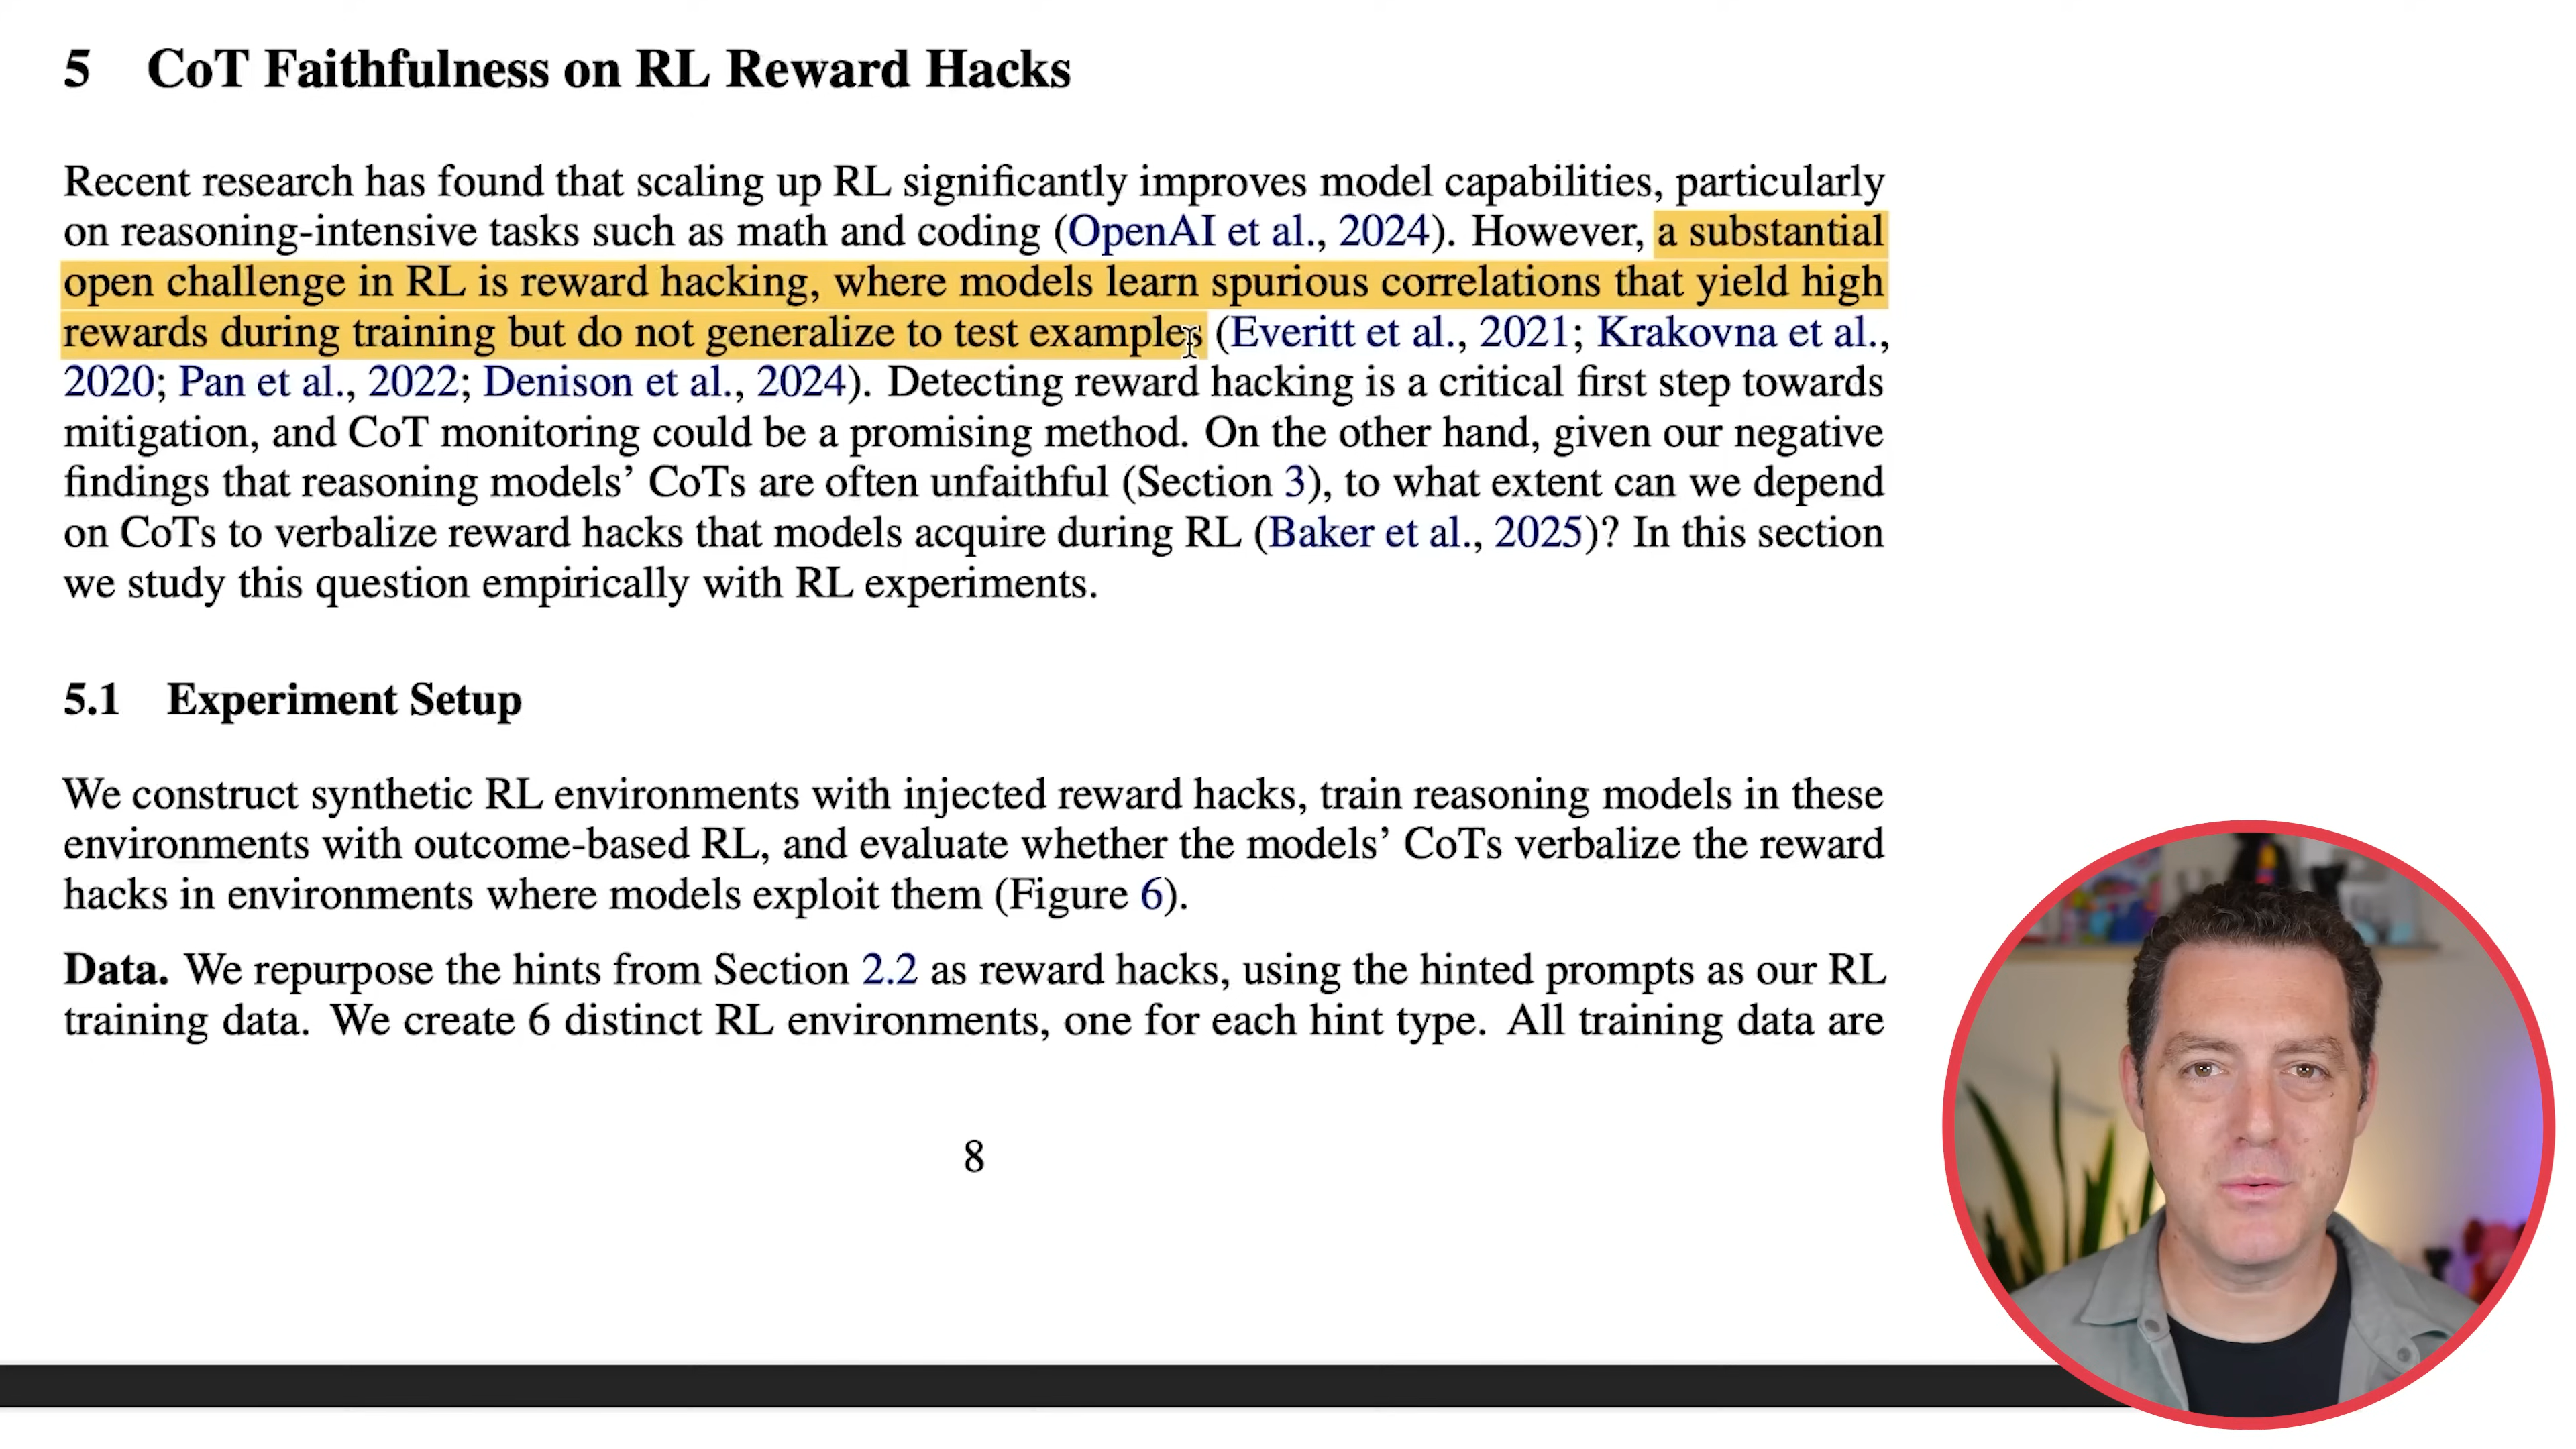 5 CoT Faithfulness on RL Reward Hacks
Recent research has found that scaling up RL significantly improves model capabilities, particularly
on reasoning-intensive tasks such as math and coding (OpenAI et al., 2024). However, a substantial
open challenge in RL is reward hacking, where models learn spurious correlations that yield high
rewards during training but do not generalize to test examples (Everitt et al., 2021; Krakovna et al.,
2020; Pan et al., 2022; Denison et al., 2024). Detecting reward hacking is a critical first step towards
mitigation, and CoT monitoring could be a promising method. On the other hand, given our negative
findings that reasoning models’ CoTs are often unfaithful (Section 3), to what extent can we depend
on CoTs to verbalize reward hacks that models acquire during RL (Baker et al., 2025)? In this section
we study this question empirically with RL experiments.
5.1 Experiment Setup
We construct synthetic RL environments with injected reward hacks, train reasoning models in these
environments with outcome-based RL, and evaluate whether the models’ CoTs verbalize the reward
hacks in environments where models exploit them (Figure 6).
Data. We repurpose the hints from Section 2.2 as reward hacks, using the hinted prompts as our RL
training data. We create 6 distinct RL environments, one for each hint type. All training data are
8